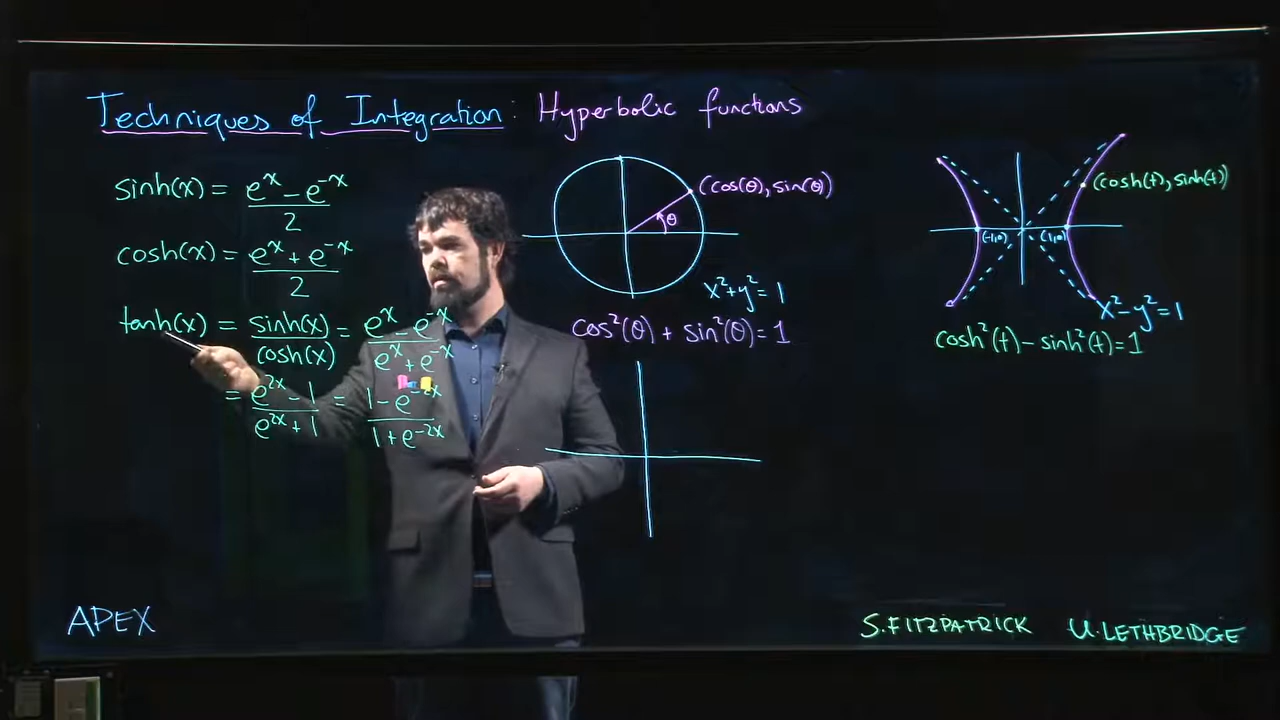 Techniques of Integration: Hyperbolic functions
sinh(x) = (e^x - e^-x)/2
cosh(x) = (e^x + e^-x)/2
tanh(x) = sinh(x)/cosh(x) = (e^x - e^-x)/(e^x + e^-x)
= (e^2x - 1)/(e^2x + 1) = (1 - e^-2x)/(1 + e^-2x)
(cos(θ), sin(θ))
θ
x² + y² = 1
cos²(θ) + sin²(θ) = 1
(cosh(t), sinh(t))
(-1,0) (1,0)
x² - y² = 1
cosh²(t) - sinh²(t) = 1
APEX
S. FITZPATRICK U. LETHBRIDGE